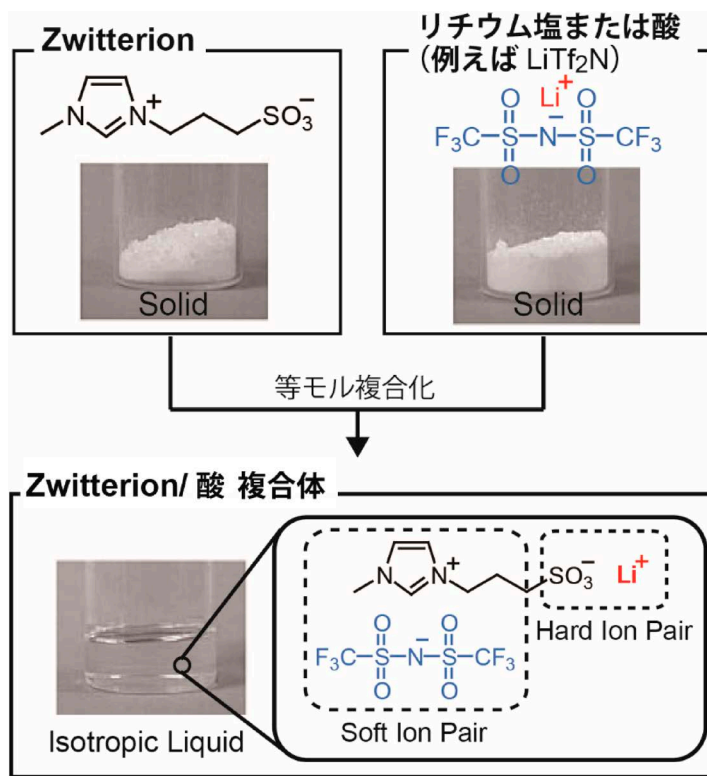 Zwitterion
N
+
N
SO₃⁻
Solid
リチウム塩または酸
(例えば LiTf₂N)
Li⁺
O O
F₃C-S-N⁻-S-CF₃
O O
Solid
等モル複合化
Zwitterion/ 酸 複合体
Isotropic Liquid
N
+
N
SO₃⁻ Li⁺
Hard Ion Pair
O O
F₃C-S-N⁻-S-CF₃
O O
Soft Ion Pair